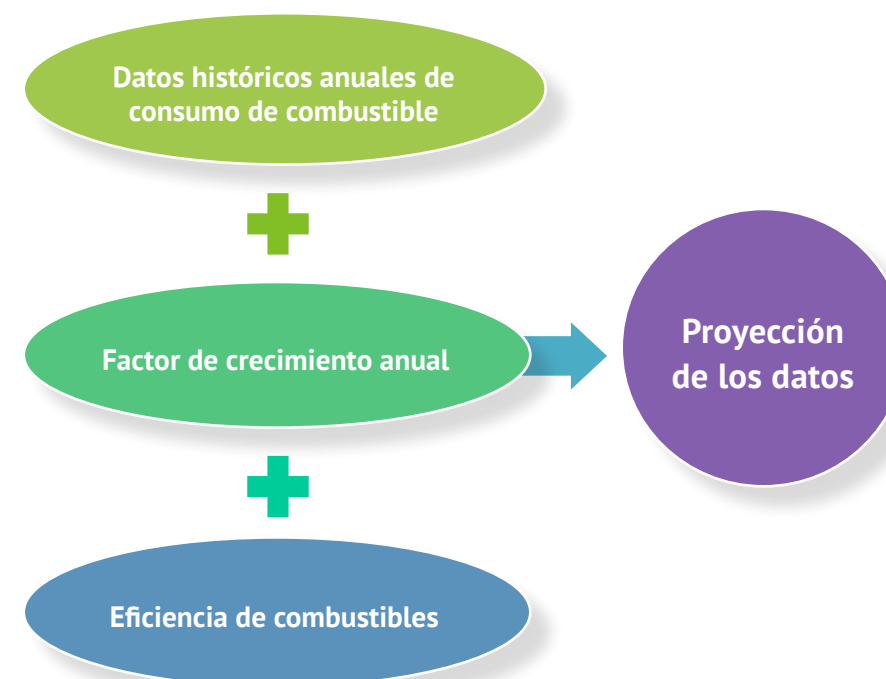 Datos históricos anuales de
consumo de combustible
Factor de crecimiento anual
Proyección
de los datos
Eficiencia de combustibles